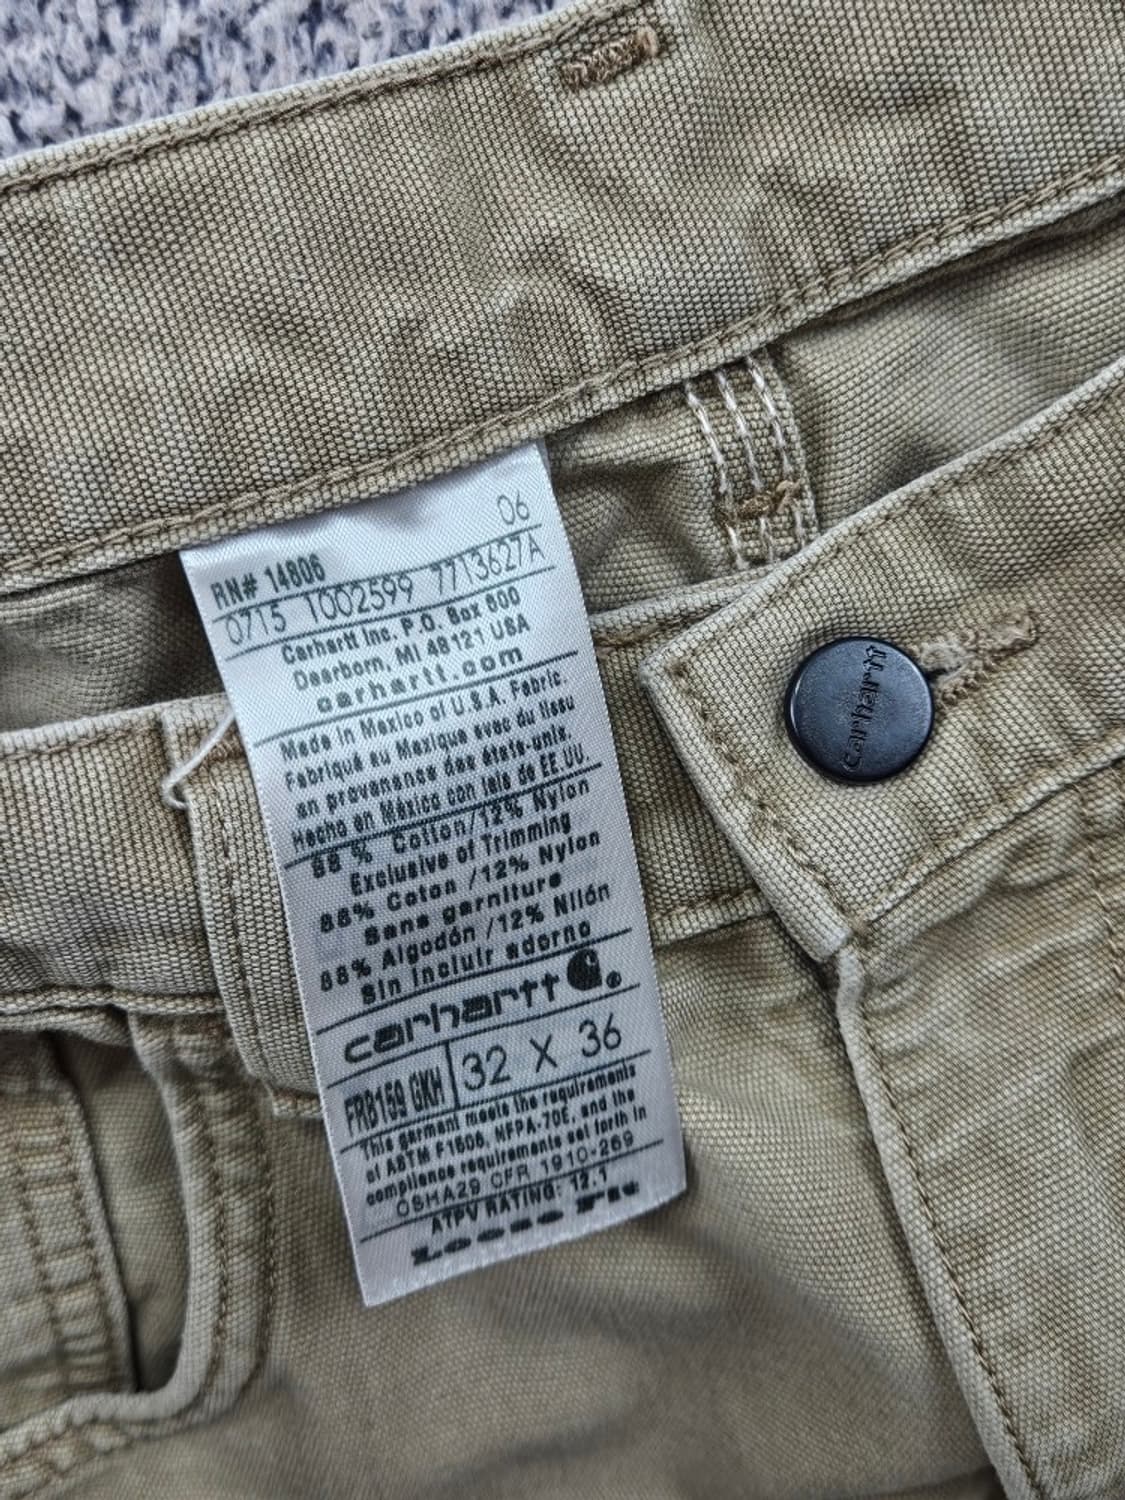 06
RN# 14806
0715 1002599 7713627A
Carhartt Inc. P.O. Box 600
Dearborn, MI 48121 USA
carhartt.com
Made in Mexico of U.S.A. Fabric.
Fabriqué au Mexique avec du tissu
en provenance des états-unis.
Hecho en México con tela de EE.UU.
88 % Cotton/12% Nylon
Exclusive of Trimming
88% Coton /12% Nylon
Sans garniture
88% Algodón /12% Nilón
Sin incluir adorno
carhartt
FRB159 GKH 32 X 36
This garment meets the requirements
of ASTM F1506, NFPA-70E, and the
compliance requirements set forth in
OSHA29 CFR 1910-269
ATPV RATING: 12.1
Loose Fit
Carhartt